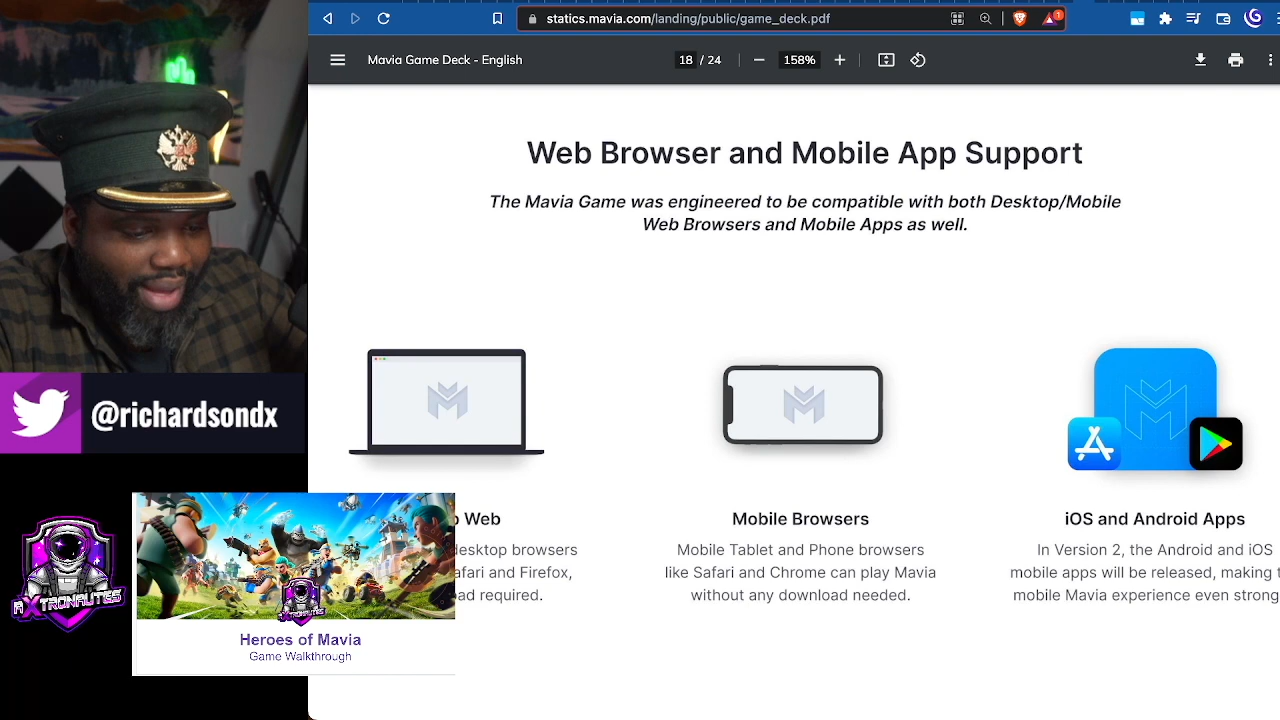 statics.mavia.com/landing/public/game_deck.pdf
1
Mavia Game Deck - English
18 / 24
158%
Web Browser and Mobile App Support
The Mavia Game was engineered to be compatible with both Desktop/Mobile
Web Browsers and Mobile Apps as well.
@richardsondx
Web
Mobile Browsers
iOS and Android Apps
desktop browsers
Mobile Tablet and Phone browsers
In Version 2, the Android and iOS
afari and Firefox,
like Safari and Chrome can play Mavia
mobile apps will be released, making t
ad required.
without any download needed.
mobile Mavia experience even strong
AXTRONAUTES
AXTRONAUTES
Heroes of Mavia
Game Walkthrough